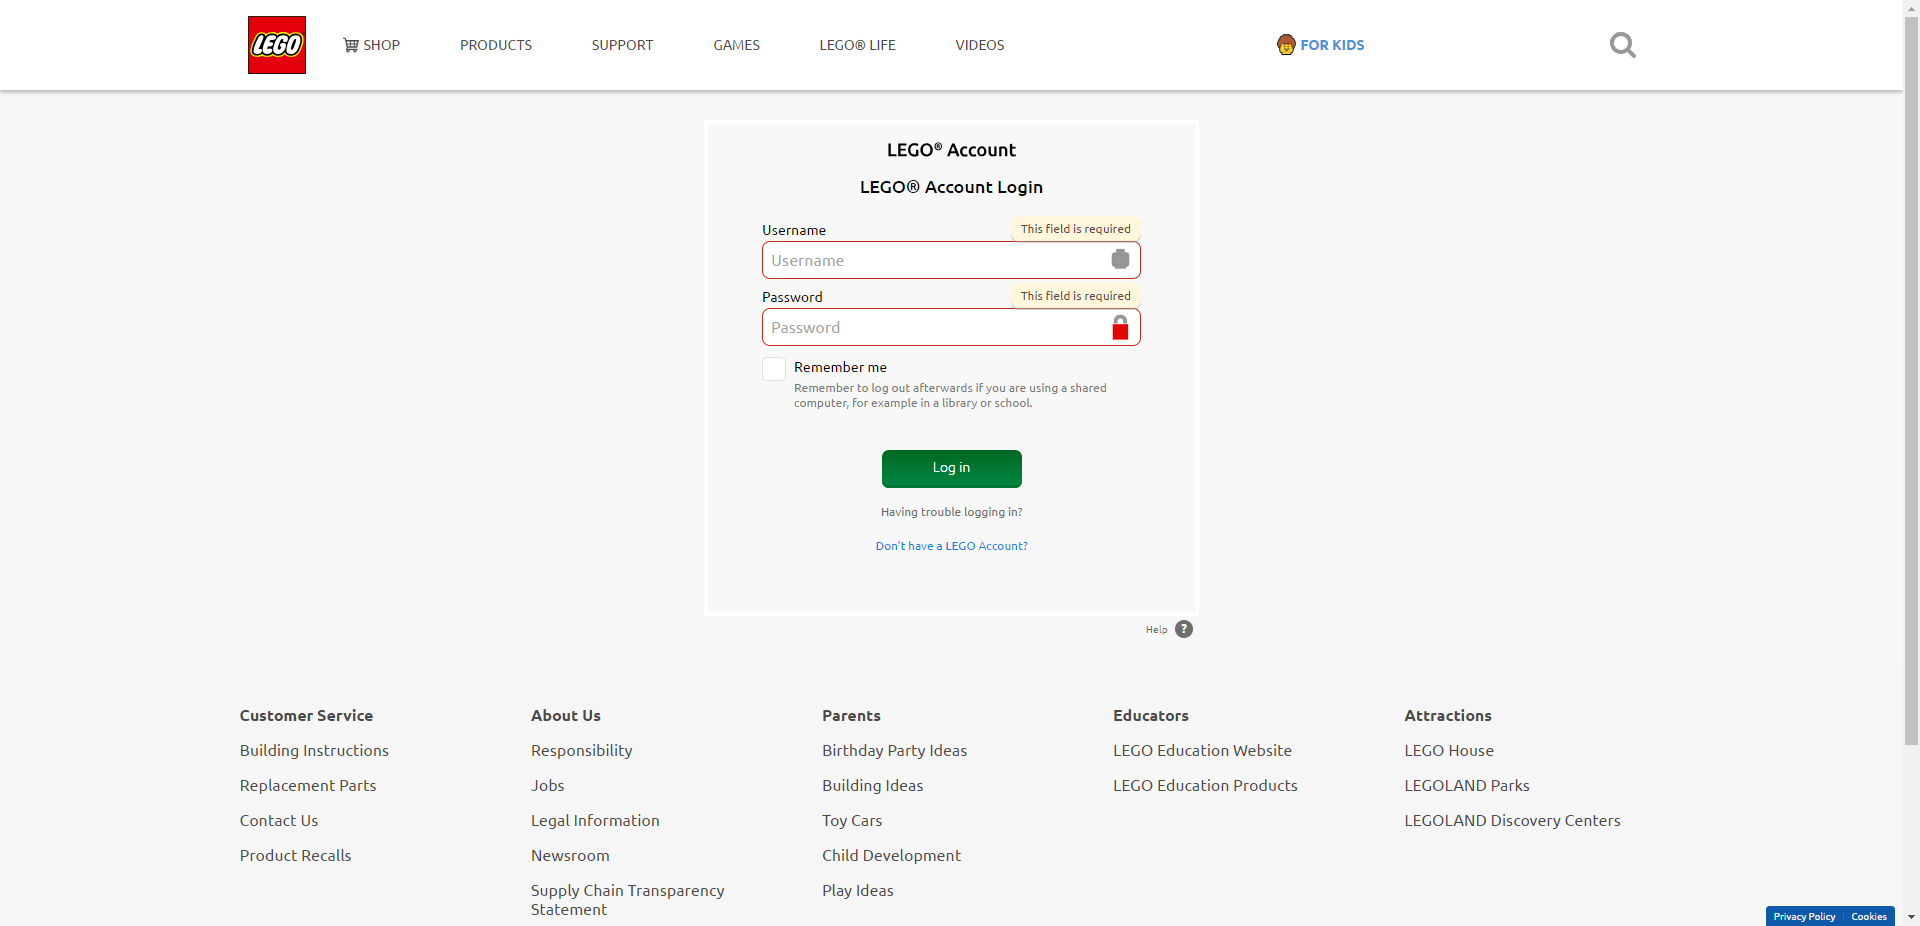 LEGO
SHOP
PRODUCTS
SUPPORT
GAMES
LEGO® LIFE
VIDEOS
FOR KIDS
LEGO® Account
LEGO® Account Login
Username
This field is required
Username
Password
This field is required
Password
Remember me
Remember to log out afterwards if you are using a shared
computer, for example in a library or school.
Log in
Having trouble logging in?
Don't have a LEGO Account?
Help ?
Customer Service
Building Instructions
Replacement Parts
Contact Us
Product Recalls
About Us
Responsibility
Jobs
Legal Information
Newsroom
Supply Chain Transparency
Statement
Parents
Birthday Party Ideas
Building Ideas
Toy Cars
Child Development
Play Ideas
Educators
LEGO Education Website
LEGO Education Products
Attractions
LEGO House
LEGOLAND Parks
LEGOLAND Discovery Centers
Privacy Policy | Cookies